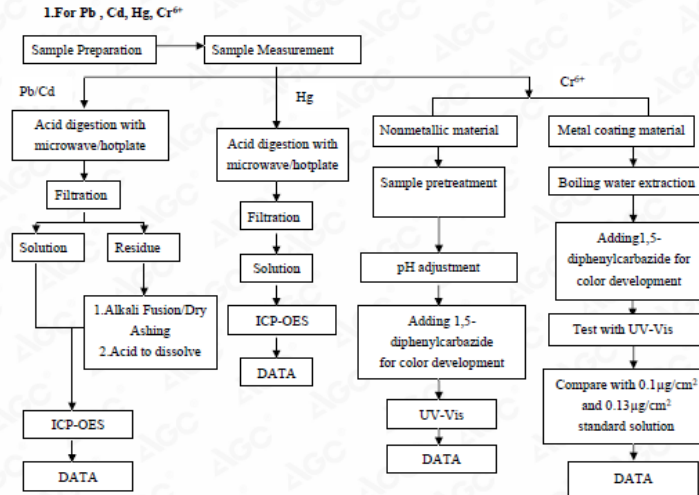 1.For Pb , Cd, Hg, Cr⁶⁺
Sample Preparation
Sample Measurement
Pb/Cd
Hg
Cr⁶⁺
Acid digestion with
microwave/hotplate
Filtration
Solution
Residue
1.Alkali Fusion/Dry
Ashing
2.Acid to dissolve
ICP-OES
DATA
Acid digestion with
microwave/hotplate
Filtration
Solution
ICP-OES
DATA
Nonmetallic material
Sample pretreatment
pH adjustment
Adding 1,5-
diphenylcarbazide
for color development
UV-Vis
DATA
Metal coating material
Boiling water extraction
Adding1,5-
diphenylcarbazide for
color development
Test with UV-Vis
Compare with 0.1µg/cm²
and 0.13µg/cm²
standard solution
DATA
AGC